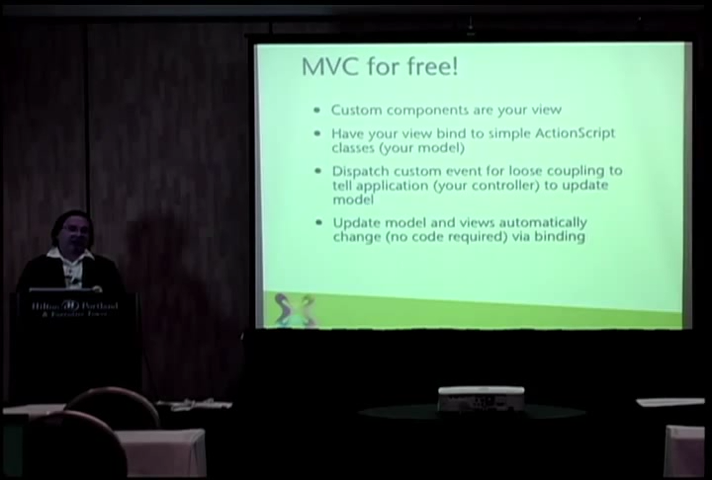 MVC for free!
• Custom components are your view
• Have your view bind to simple ActionScript
classes (your model)
• Dispatch custom event for loose coupling to
tell application (your controller) to update
model
• Update model and views automatically
change (no code required) via binding
Hilton H Portland
& Executive Tower